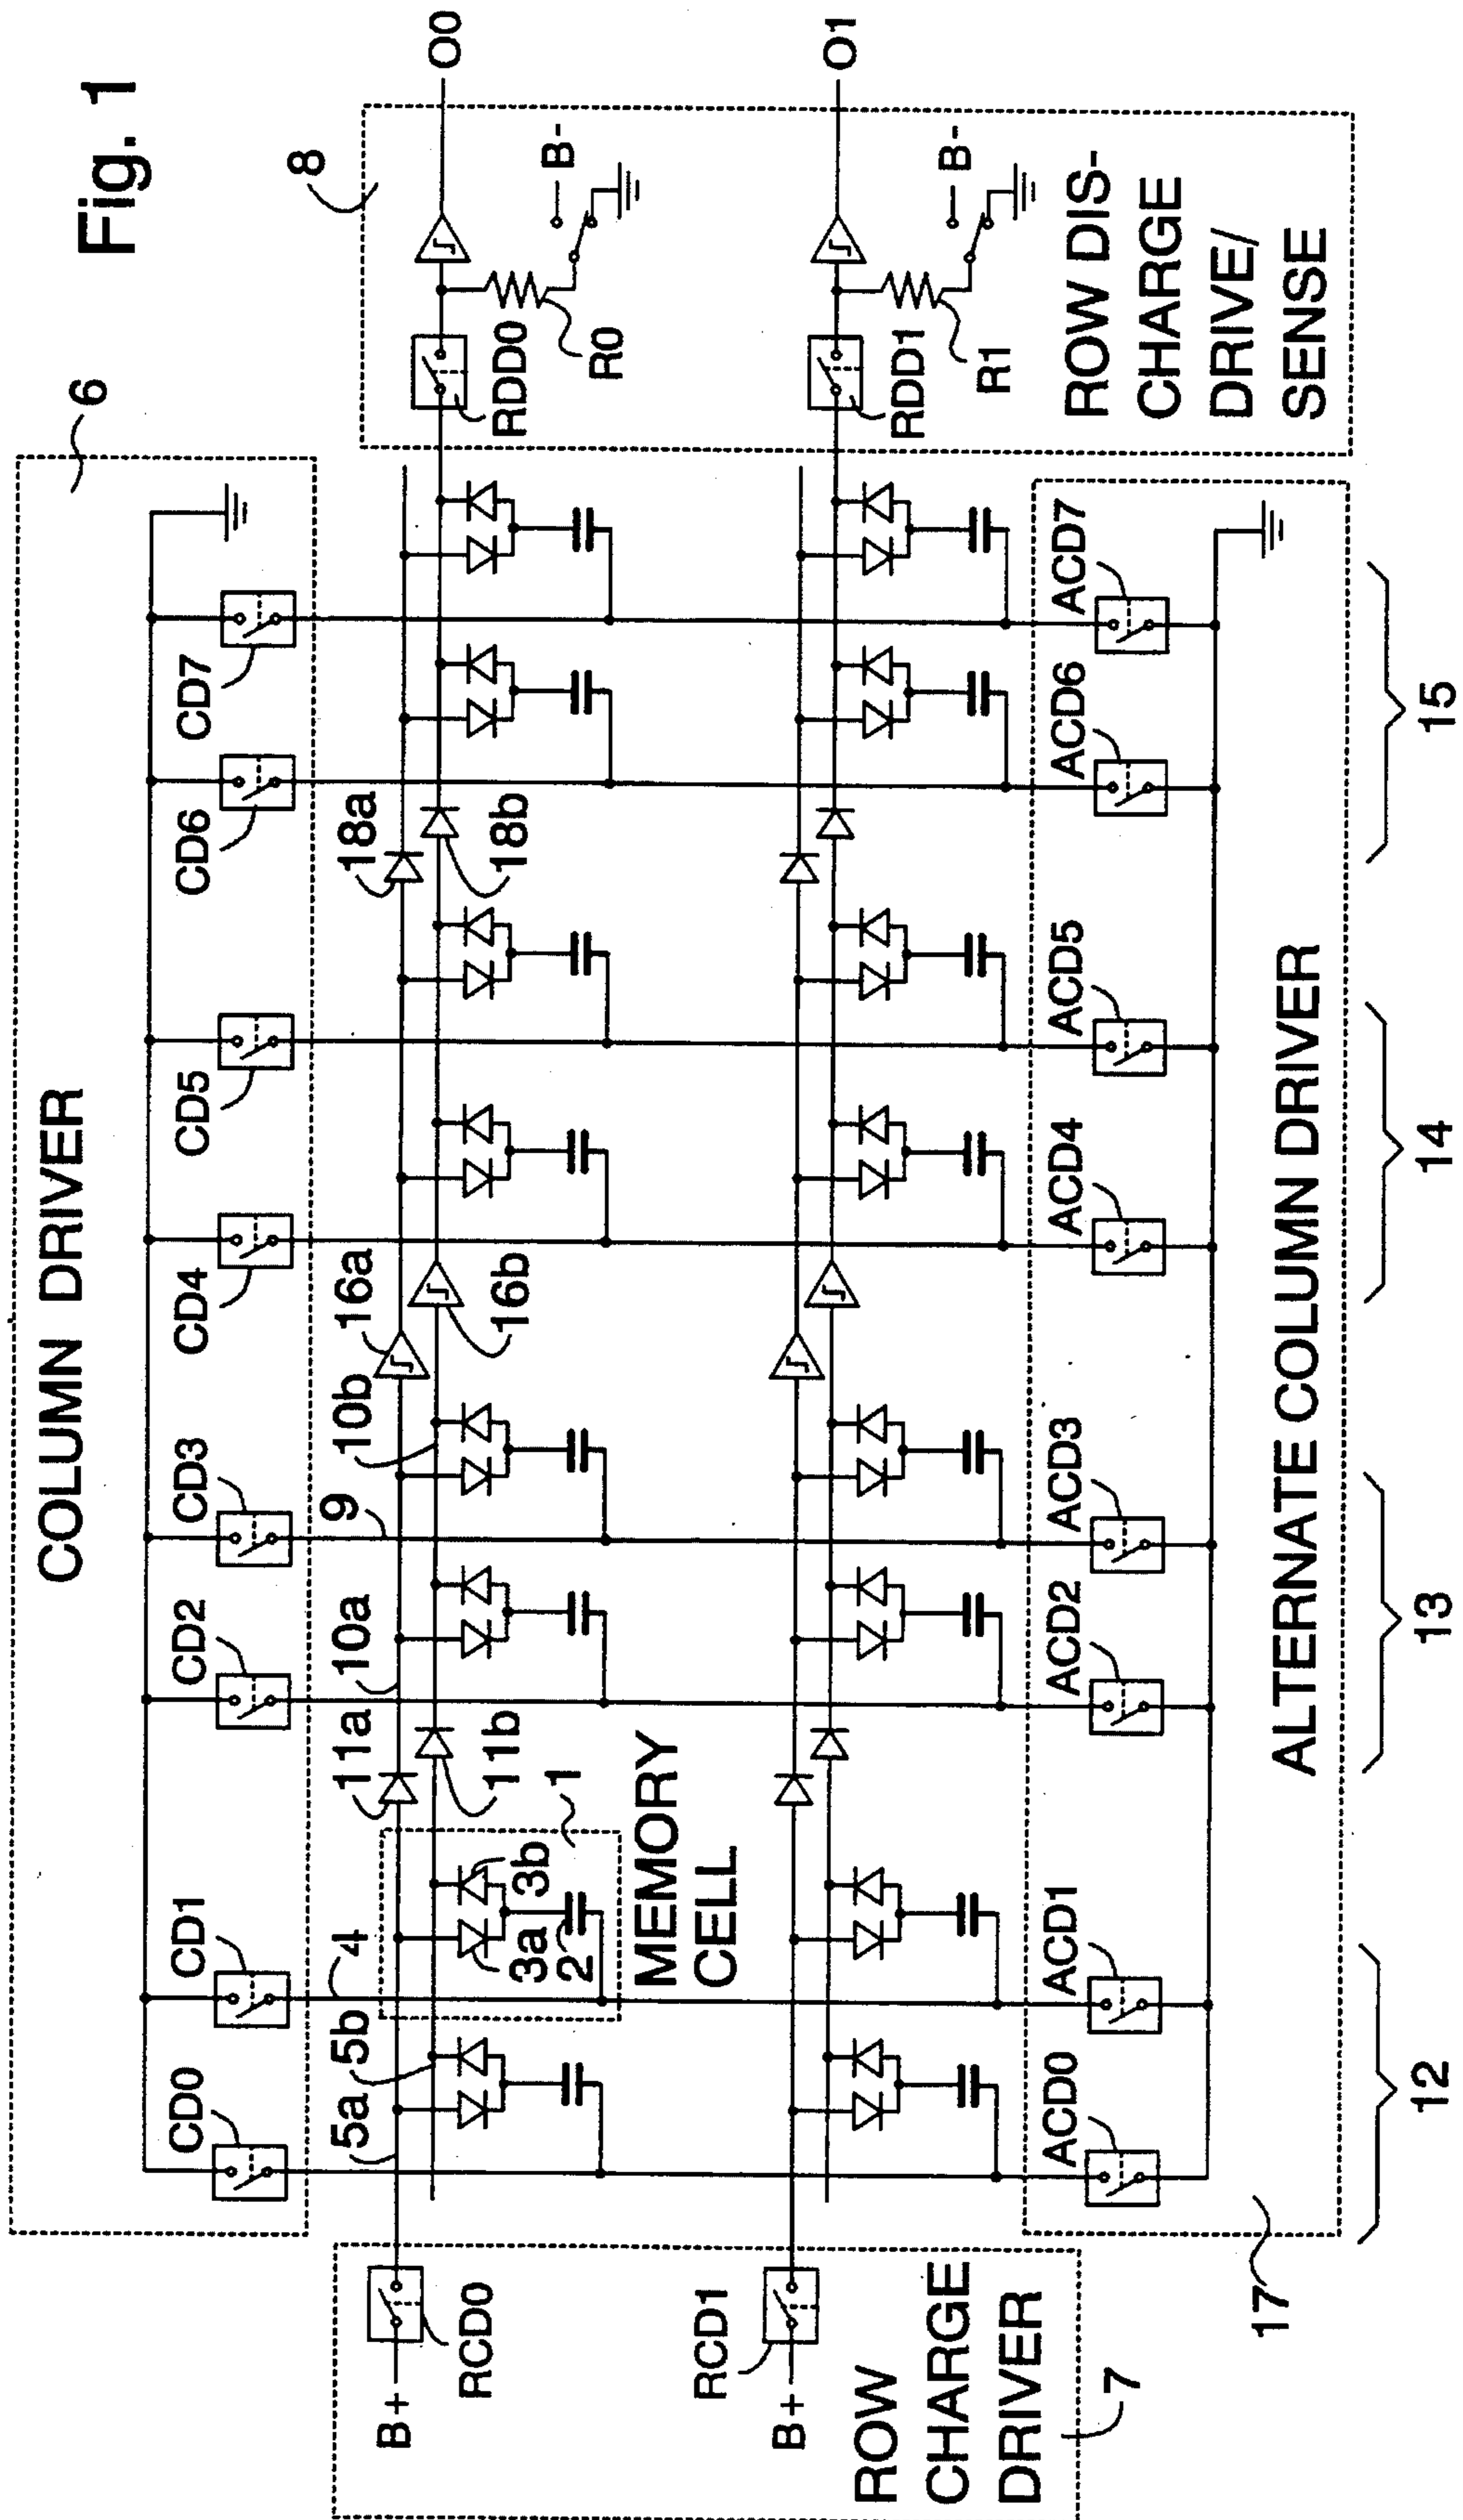 Fig. 1
COLUMN DRIVER
6
CD0
CD1
CD2
CD3
CD4
CD5
CD6
CD7
8
O0
B-
RDD0
R0
O1
B-
RDD1
R1
ROW DIS-
CHARGE
DRIVE/
SENSE
5a
5b
4
11a
10a
9
10b
16a
18a
11b
16b
18b
3a
3b
2
1
MEMORY
CELL
B+
RCD0
B+
RCD1
ROW
CHARGE
DRIVER
7
ACD0
ACD1
ACD2
ACD3
ACD4
ACD5
ACD6
ACD7
ALTERNATE COLUMN DRIVER
17
12
13
14
15